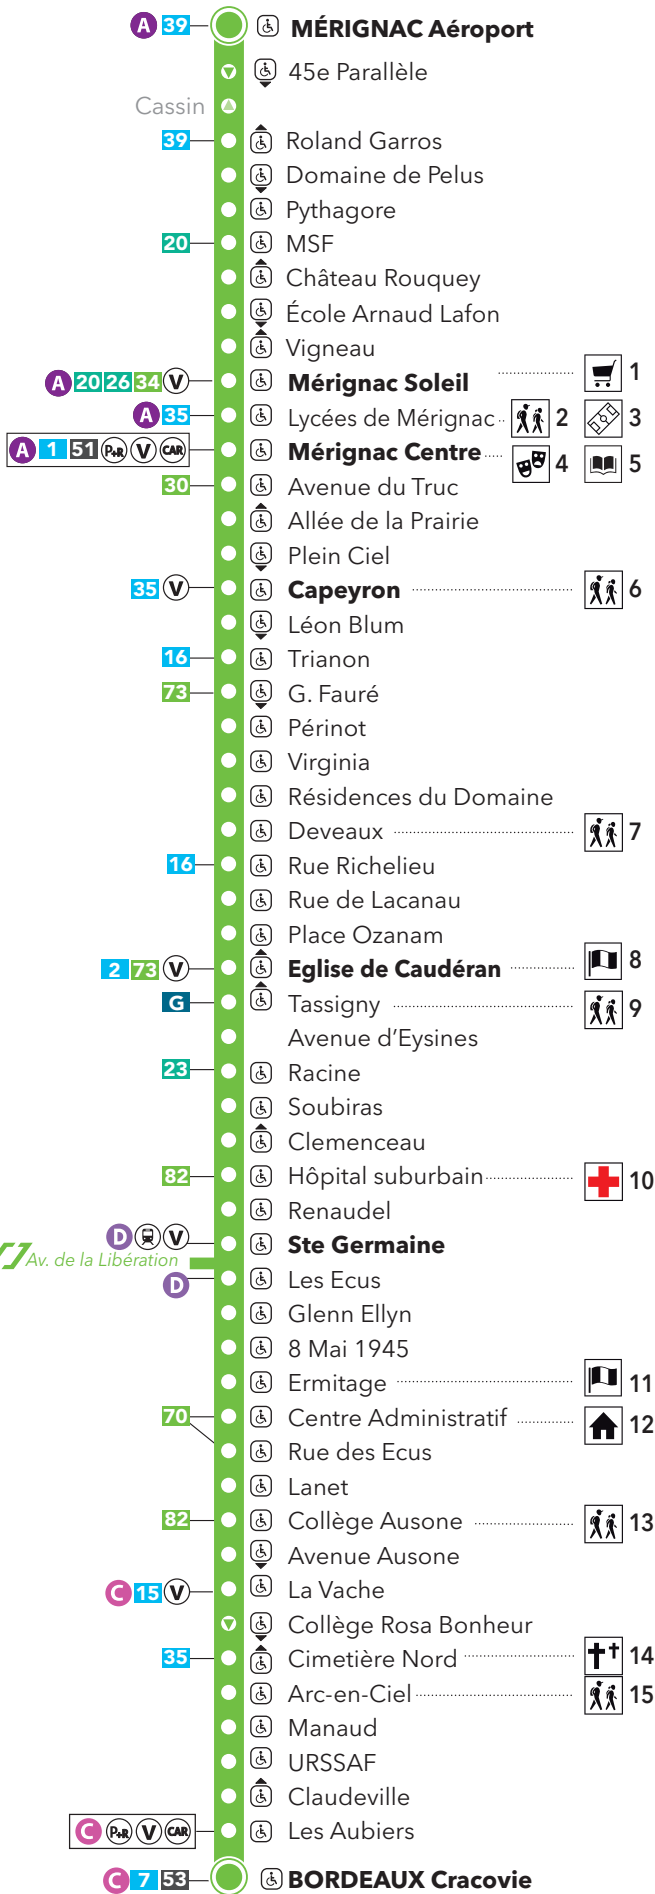 A 39 MÉRIGNAC Aéroport
45e Parallèle
Cassin
39 Roland Garros
Domaine de Pelus
Pythagore
20 MSF
Château Rouquey
École Arnaud Lafon
Vigneau
A 20 26 34 V Mérignac Soleil 1
A 35 Lycées de Mérignac 2 3
A 1 51 P+R V CAR Mérignac Centre 4 5
30 Avenue du Truc
Allée de la Prairie
Plein Ciel
35 V Capeyron 6
Léon Blum
16 Trianon
73 G. Fauré
Périnot
Virginia
Résidences du Domaine
Deveaux 7
16 Rue Richelieu
Rue de Lacanau
Place Ozanam
2 73 V Eglise de Caudéran 8
G Tassigny 9
Avenue d'Eysines
23 Racine
Soubiras
Clemenceau
82 Hôpital suburbain 10
Renaudel
D V Ste Germaine
Av. de la Libération
D Les Ecus
Glenn Ellyn
8 Mai 1945
Ermitage 11
70 Centre Administratif 12
Rue des Ecus
Lanet
82 Collège Ausone 13
Avenue Ausone
C 15 V La Vache
Collège Rosa Bonheur
35 Cimetière Nord 14
Arc-en-Ciel 15
Manaud
URSSAF
Claudeville
C P+R V CAR Les Aubiers
C 7 53 BORDEAUX Cracovie